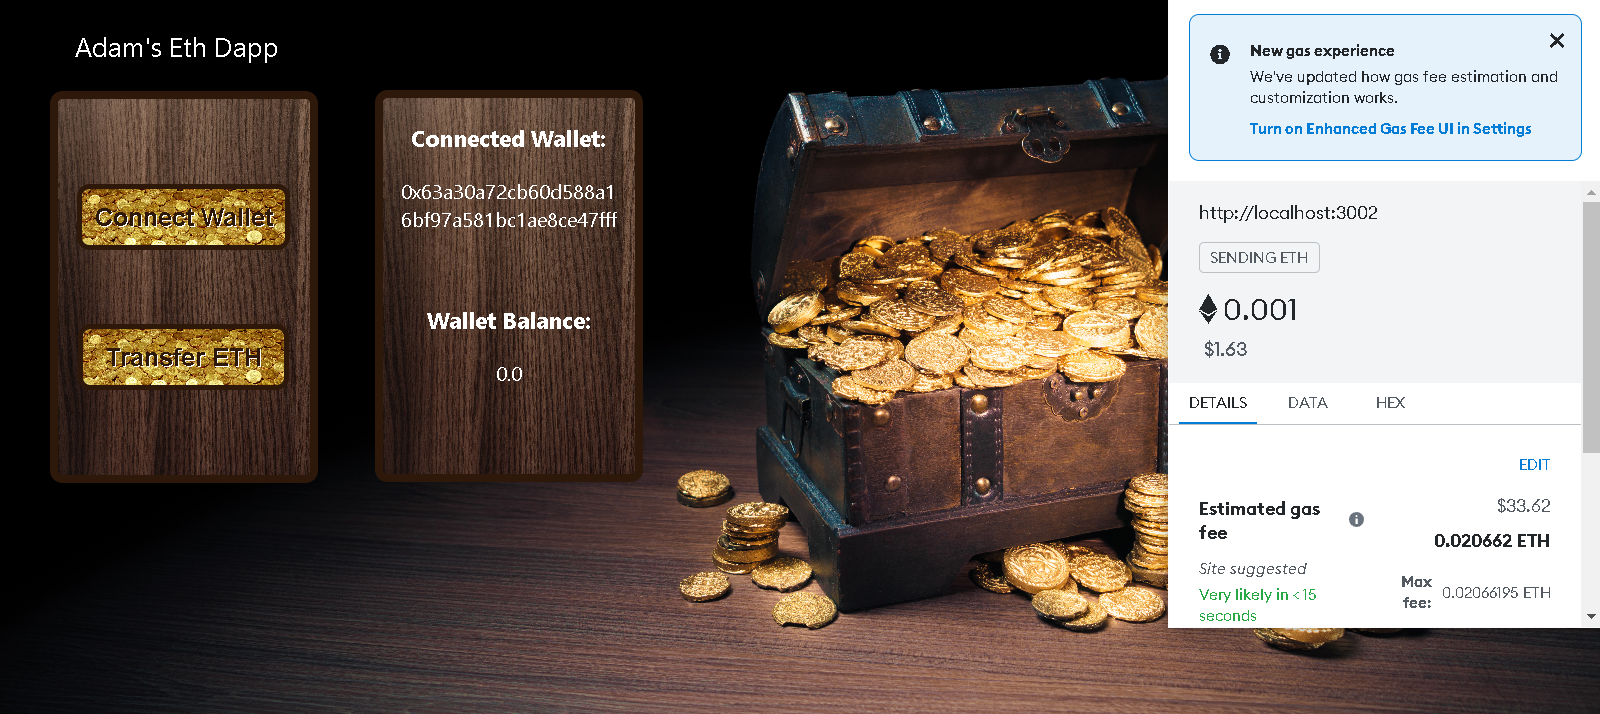 Adam's Eth Dapp
Connect Wallet
Transfer ETH
Connected Wallet:
0x63a30a72cb60d588a1
6bf97a581bc1ae8ce47fff
Wallet Balance:
0.0
New gas experience
We've updated how gas fee estimation and
customization works.
Turn on Enhanced Gas Fee UI in Settings
http://localhost:3002
SENDING ETH
0.001
$1.63
DETAILS DATA HEX
EDIT
Estimated gas
fee
$33.62
0.020662 ETH
Site suggested
Very likely in < 15
seconds
Max
fee:
0.02066195 ETH